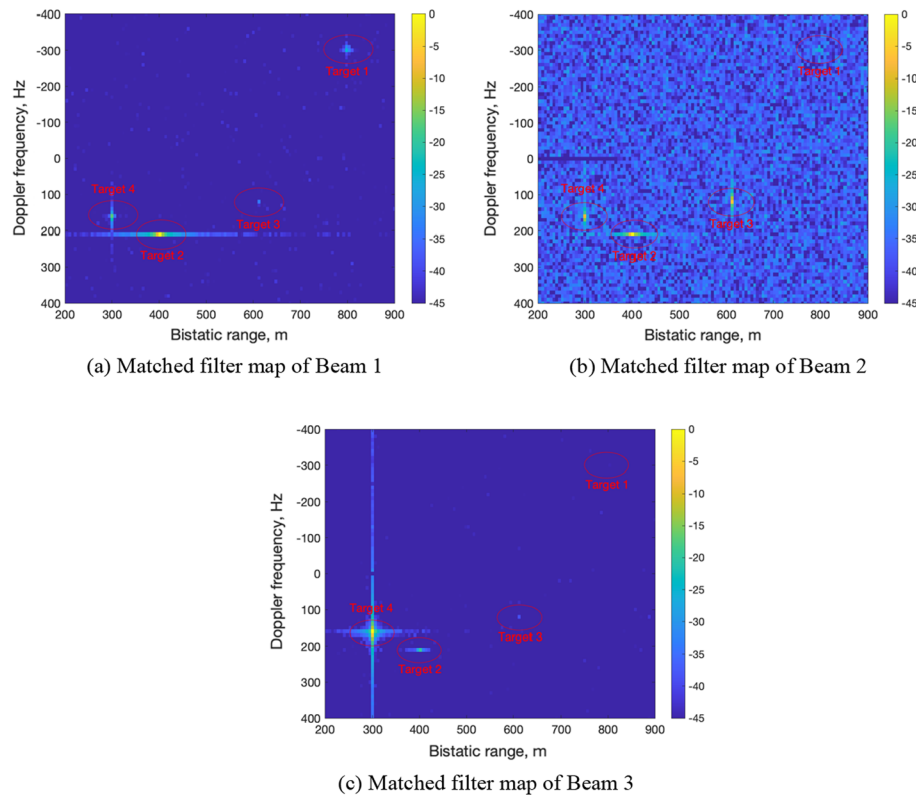 -400
-300
-200
-100
0
100
200
300
400
Doppler frequency, Hz
Target 1
Target 4
Target 3
Target 2
200 300 400 500 600 700 800 900
Bistatic range, m
0
-5
-10
-15
-20
-25
-30
-35
-40
-45
(a) Matched filter map of Beam 1
-400
-300
-200
-100
0
100
200
300
400
Doppler frequency, Hz
Target 1
Target 4
Target 3
Target 2
200 300 400 500 600 700 800 900
Bistatic range, m
0
-5
-10
-15
-20
-25
-30
-35
-40
-45
(b) Matched filter map of Beam 2
-400
-300
-200
-100
0
100
200
300
400
Doppler frequency, Hz
Target 1
Target 4
Target 3
Target 2
200 300 400 500 600 700 800 900
Bistatic range, m
0
-5
-10
-15
-20
-25
-30
-35
-40
-45
(c) Matched filter map of Beam 3